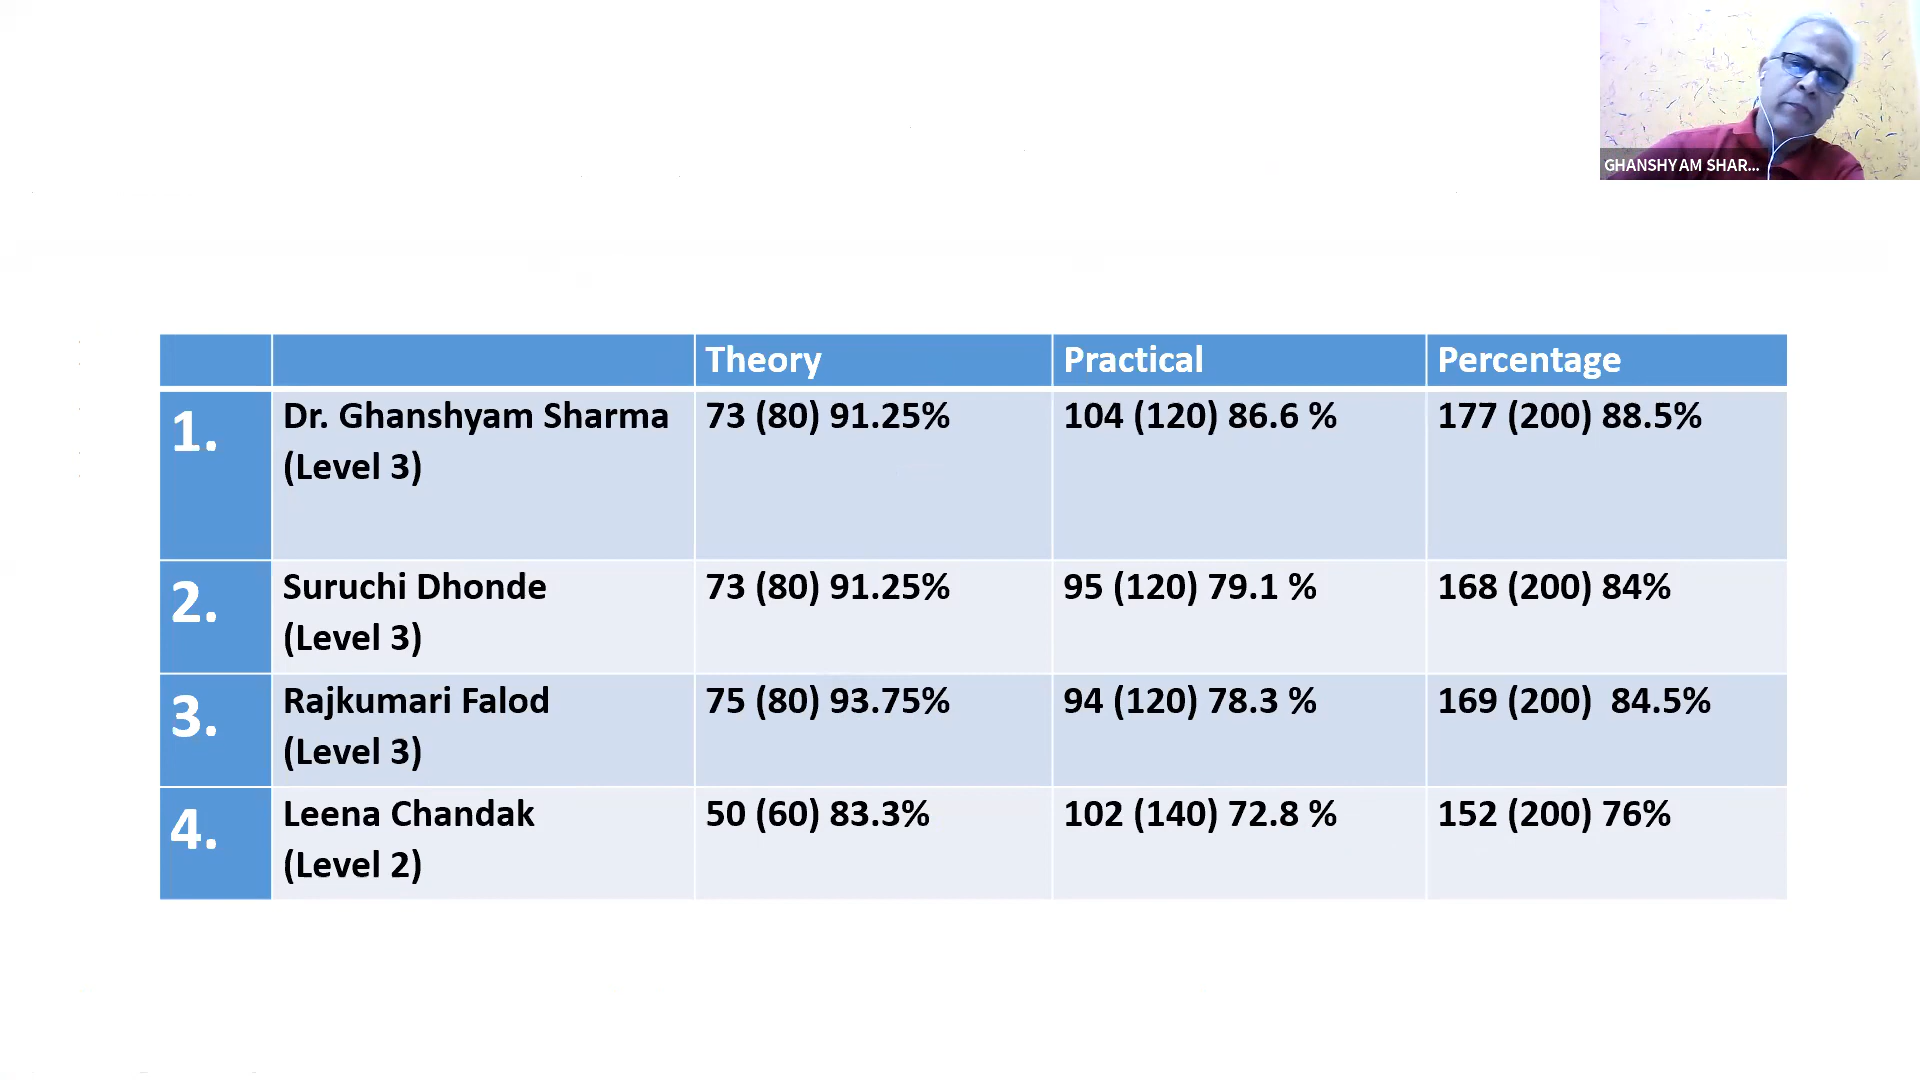 GHANSHYAM SHAR...
Theory Practical Percentage
1. Dr. Ghanshyam Sharma 73 (80) 91.25% 104 (120) 86.6 % 177 (200) 88.5%
(Level 3)
2. Suruchi Dhonde 73 (80) 91.25% 95 (120) 79.1 % 168 (200) 84%
(Level 3)
3. Rajkumari Falod 75 (80) 93.75% 94 (120) 78.3 % 169 (200) 84.5%
(Level 3)
4. Leena Chandak 50 (60) 83.3% 102 (140) 72.8 % 152 (200) 76%
(Level 2)